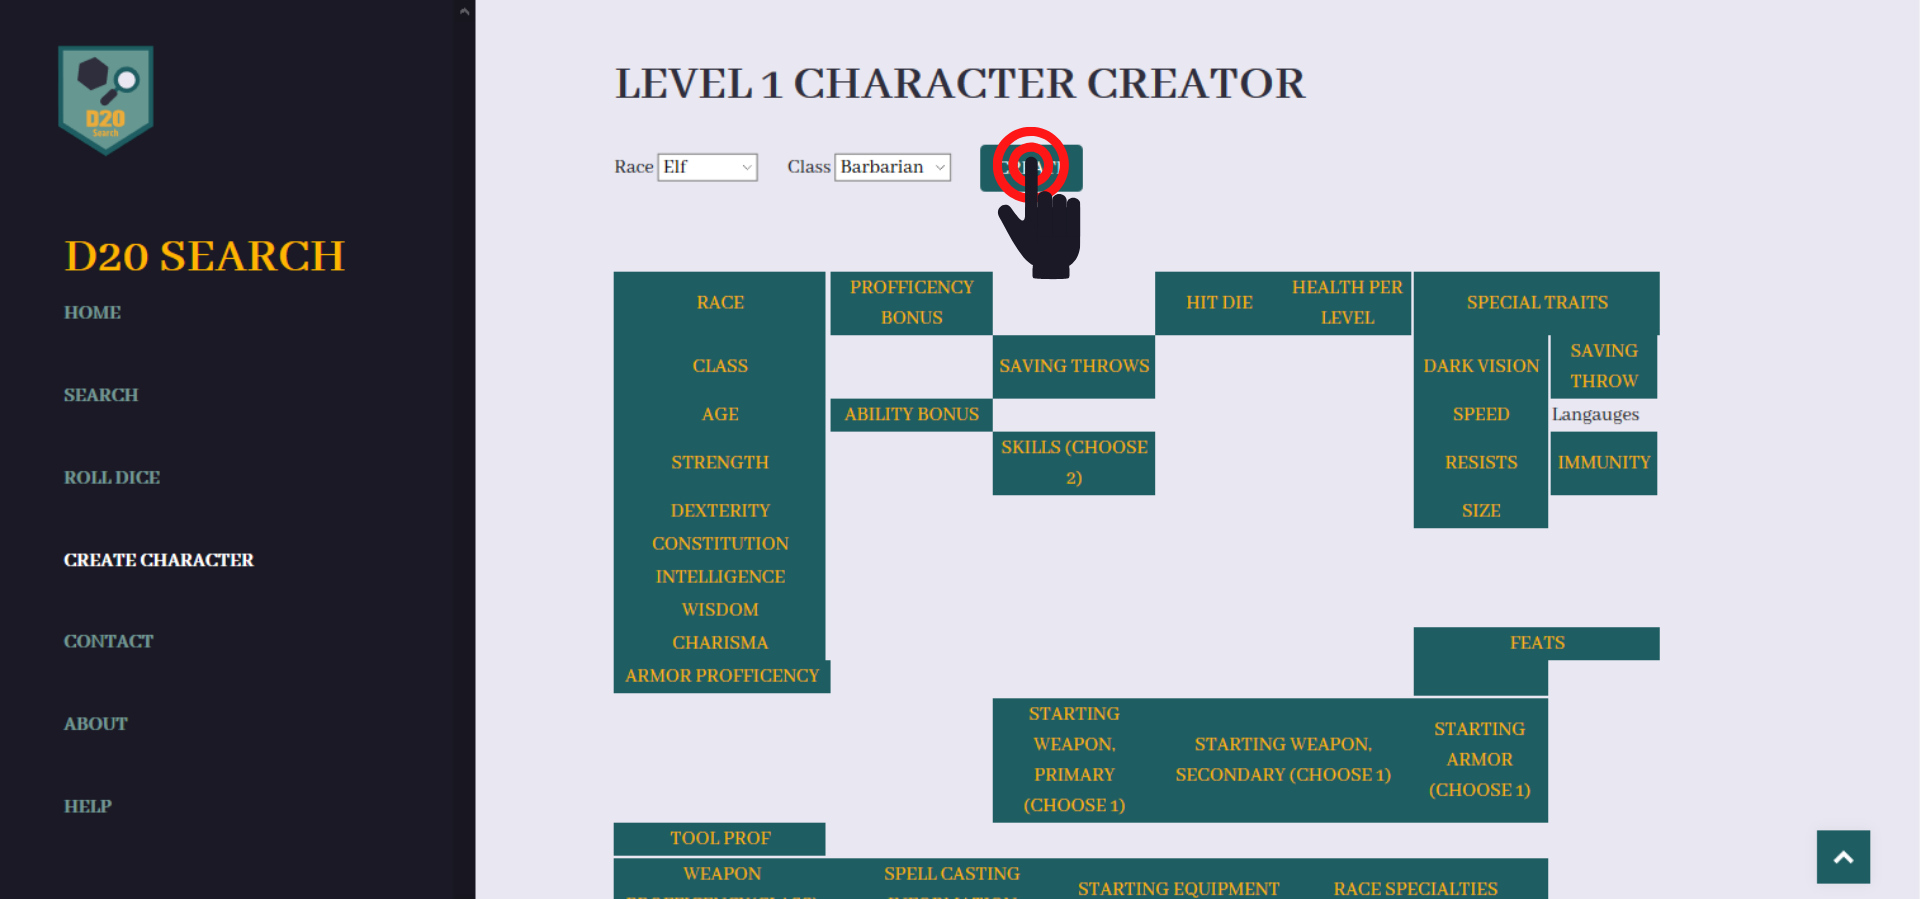 D20
Search
D20 SEARCH
HOME
SEARCH
ROLL DICE
CREATE CHARACTER
CONTACT
ABOUT
HELP
LEVEL 1 CHARACTER CREATOR
Race Elf Class Barbarian
RACE
PROFFICENCY
BONUS
HIT DIE
HEALTH PER
LEVEL
SPECIAL TRAITS
CLASS
SAVING THROWS
DARK VISION
SAVING
THROW
AGE
ABILITY BONUS
SPEED
Langauges
STRENGTH
SKILLS (CHOOSE
2)
RESISTS
IMMUNITY
DEXTERITY
SIZE
CONSTITUTION
INTELLIGENCE
WISDOM
CHARISMA
FEATS
ARMOR PROFFICENCY
STARTING
WEAPON,
PRIMARY
(CHOOSE 1)
STARTING WEAPON,
SECONDARY (CHOOSE 1)
STARTING
ARMOR
(CHOOSE 1)
TOOL PROF
WEAPON
SPELL CASTING
STARTING EQUIPMENT
RACE SPECIALTIES